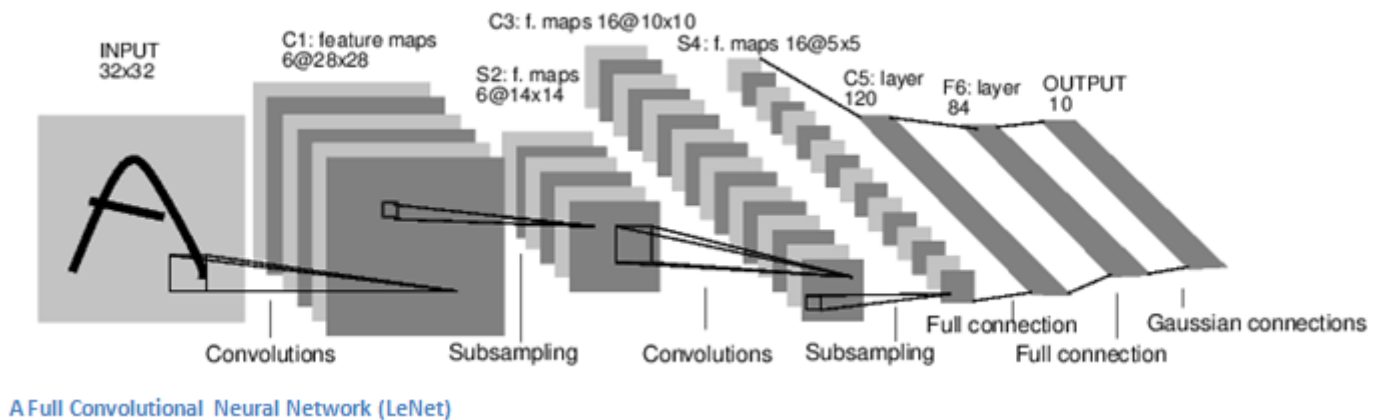 INPUT
32x32
C1: feature maps
6@28x28
S2: f. maps
6@14x14
C3: f. maps 16@10x10
S4: f. maps 16@5x5
C5: layer
120
F6: layer
84
OUTPUT
10
A
Convolutions
Subsampling
Convolutions
Subsampling
Full connection
Full connection
Gaussian connections
A Full Convolutional Neural Network (LeNet)